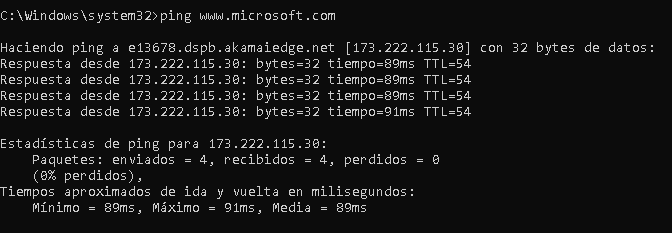 C:\Windows\system32>ping www.microsoft.com
Haciendo ping a e13678.dspb.akamaiedge.net [173.222.115.30] con 32 bytes de datos:
Respuesta desde 173.222.115.30: bytes=32 tiempo=89ms TTL=54
Respuesta desde 173.222.115.30: bytes=32 tiempo=89ms TTL=54
Respuesta desde 173.222.115.30: bytes=32 tiempo=89ms TTL=54
Respuesta desde 173.222.115.30: bytes=32 tiempo=91ms TTL=54
Estadísticas de ping para 173.222.115.30:
Paquetes: enviados = 4, recibidos = 4, perdidos = 0
(0% perdidos),
Tiempos aproximados de ida y vuelta en milisegundos:
Mínimo = 89ms, Máximo = 91ms, Media = 89ms